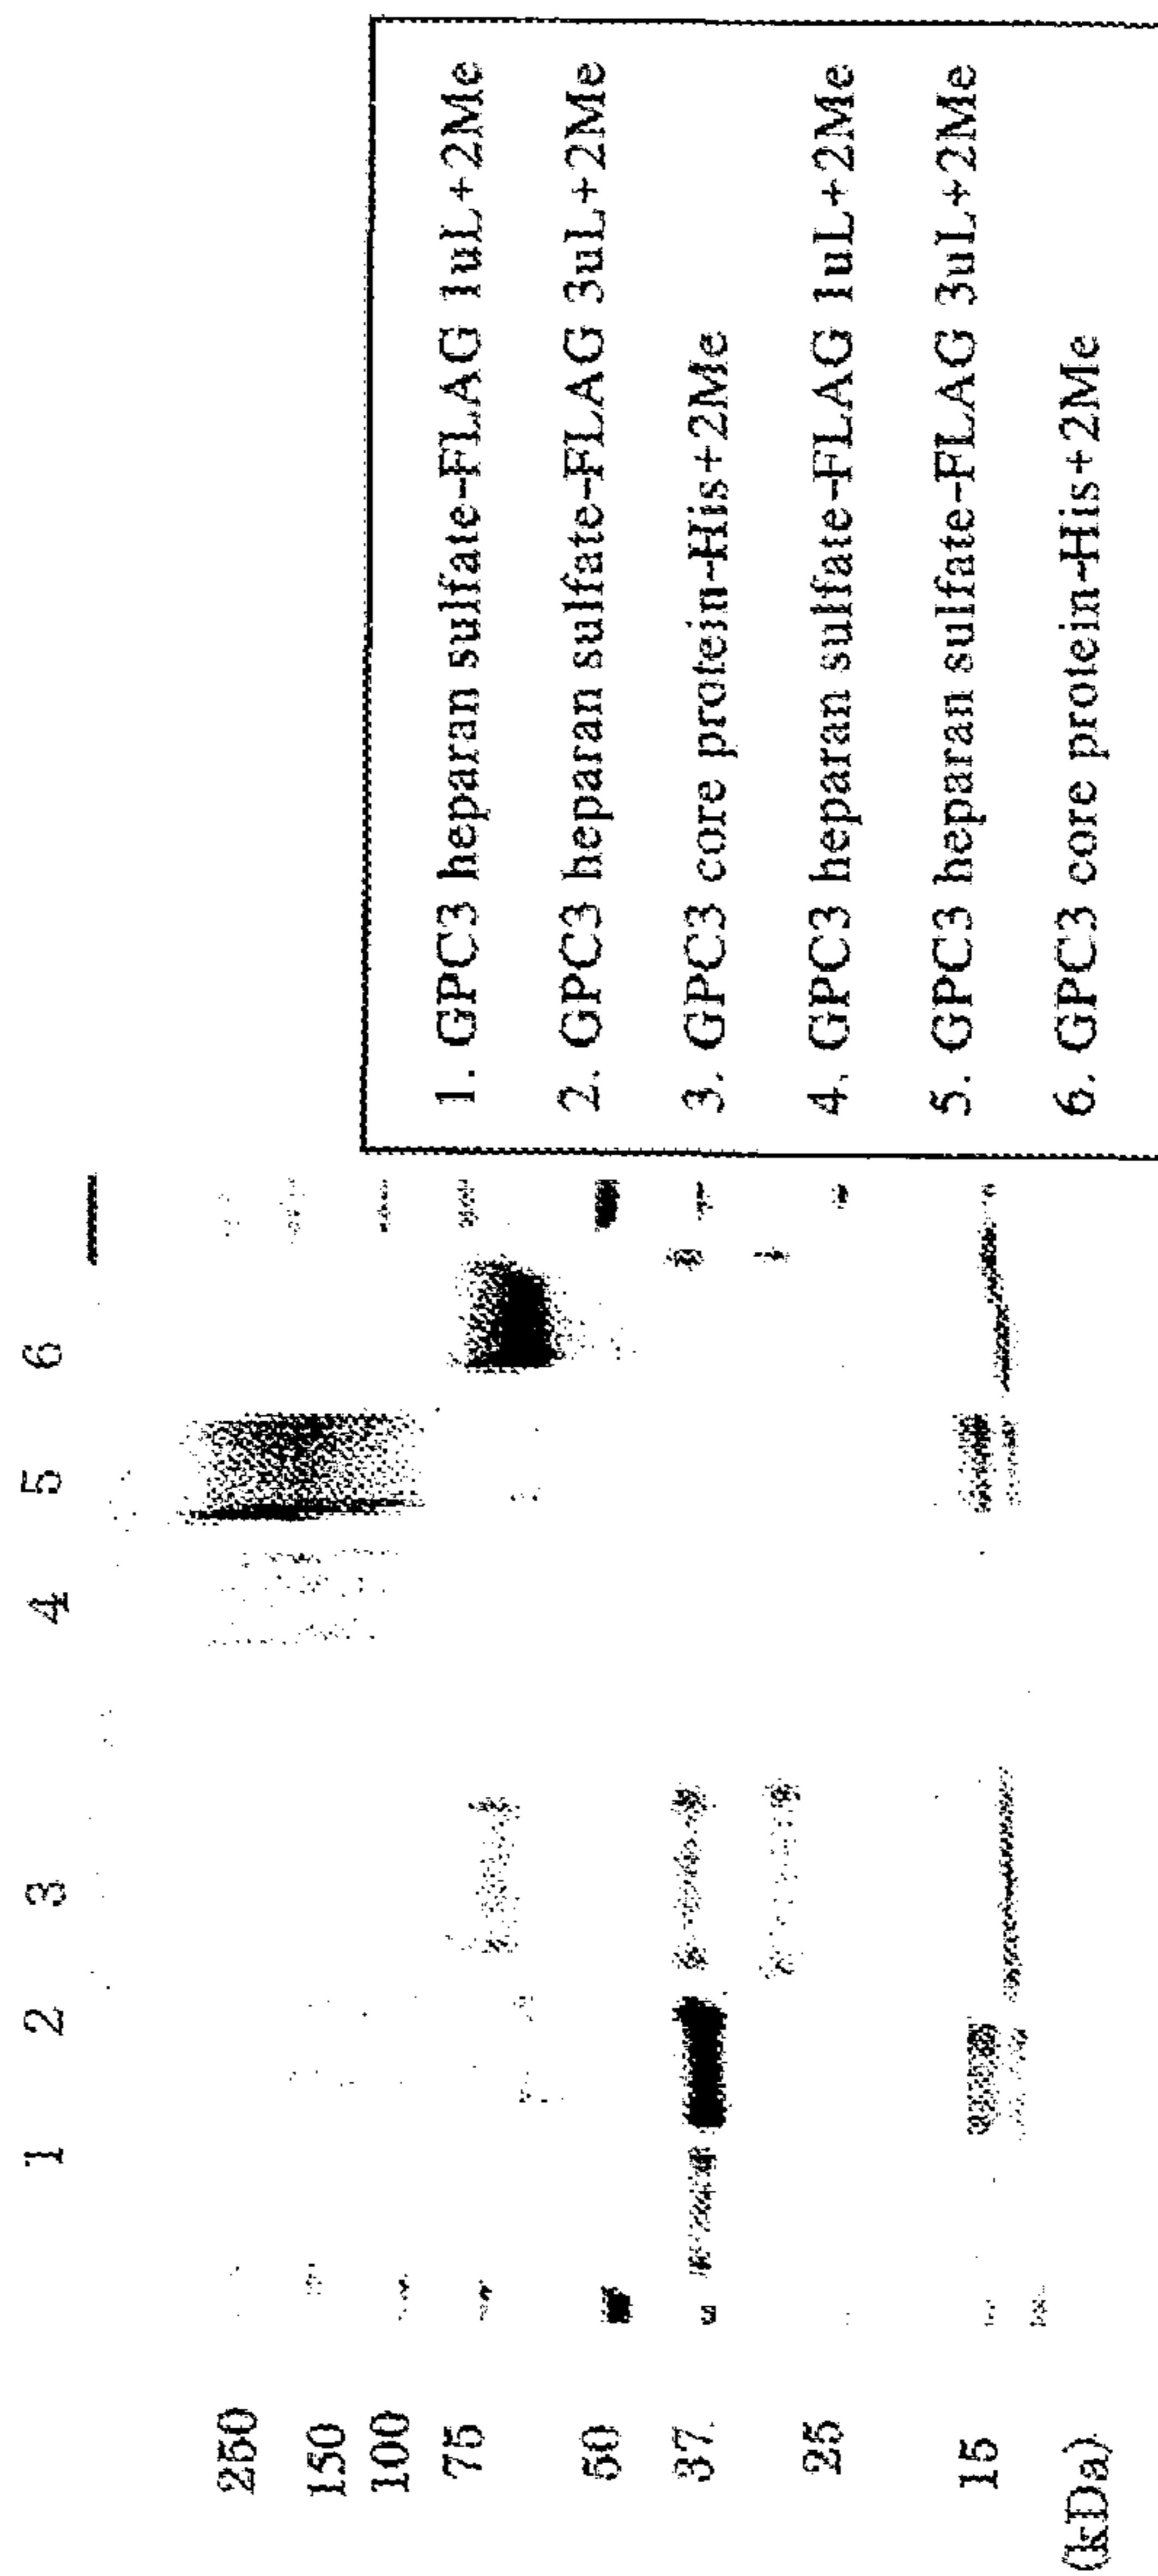 1 2 3 4 5 6
250
150
100
75
50
37
25
15
(kDa)
1. GPC3 heparan sulfate-FLAG 1uL+2Me
2. GPC3 heparan sulfate-FLAG 3uL+2Me
3. GPC3 core protein-His+2Me
4. GPC3 heparan sulfate-FLAG 1uL+2Me
5. GPC3 heparan sulfate-FLAG 3uL+2Me
6. GPC3 core protein-His+2Me